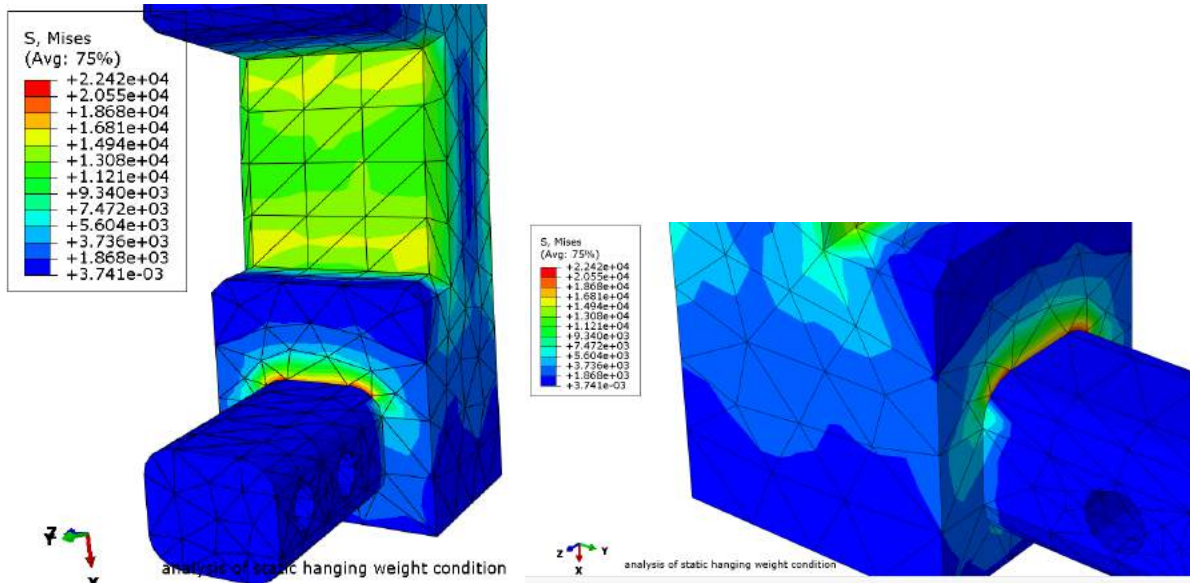 S, Mises
(Avg: 75%)
+2.242e+04
+2.055e+04
+1.868e+04
+1.681e+04
+1.494e+04
+1.308e+04
+1.121e+04
+9.340e+03
+7.472e+03
+5.604e+03
+3.736e+03
+1.868e+03
+3.741e-03
Z
Y
X
analysis of static hanging weight condition
S, Mises
(Avg: 75%)
+2.242e+04
+2.055e+04
+1.868e+04
+1.681e+04
+1.494e+04
+1.308e+04
+1.121e+04
+9.340e+03
+7.472e+03
+5.604e+03
+3.736e+03
+1.868e+03
+3.741e-03
Z
Y
X
analysis of static hanging weight condition